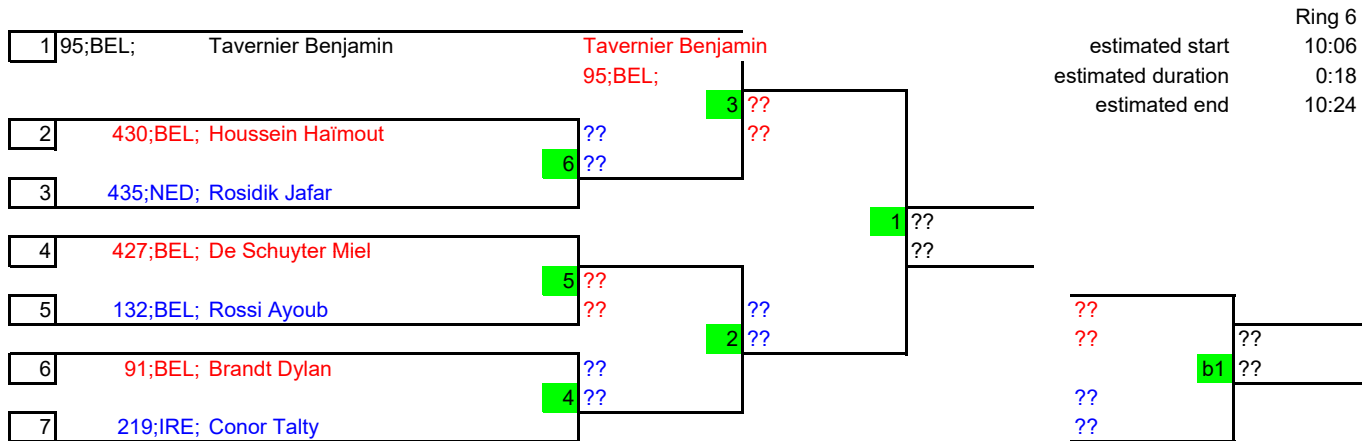 Ring 6
1 95;BEL; Tavernier Benjamin Tavernier Benjamin estimated start 10:06
95;BEL; estimated duration 0:18
3 ?? estimated end 10:24
2 430;BEL; Houssein Haïmout ?? ??
6 ??
3 435;NED; Rosidik Jafar
1 ??
4 427;BEL; De Schuyter Miel ??
5 ??
5 132;BEL; Rossi Ayoub ?? ?? ??
2 ?? ?? ??
6 91;BEL; Brandt Dylan ?? b1 ??
4 ?? ??
7 219;IRE; Conor Talty ??